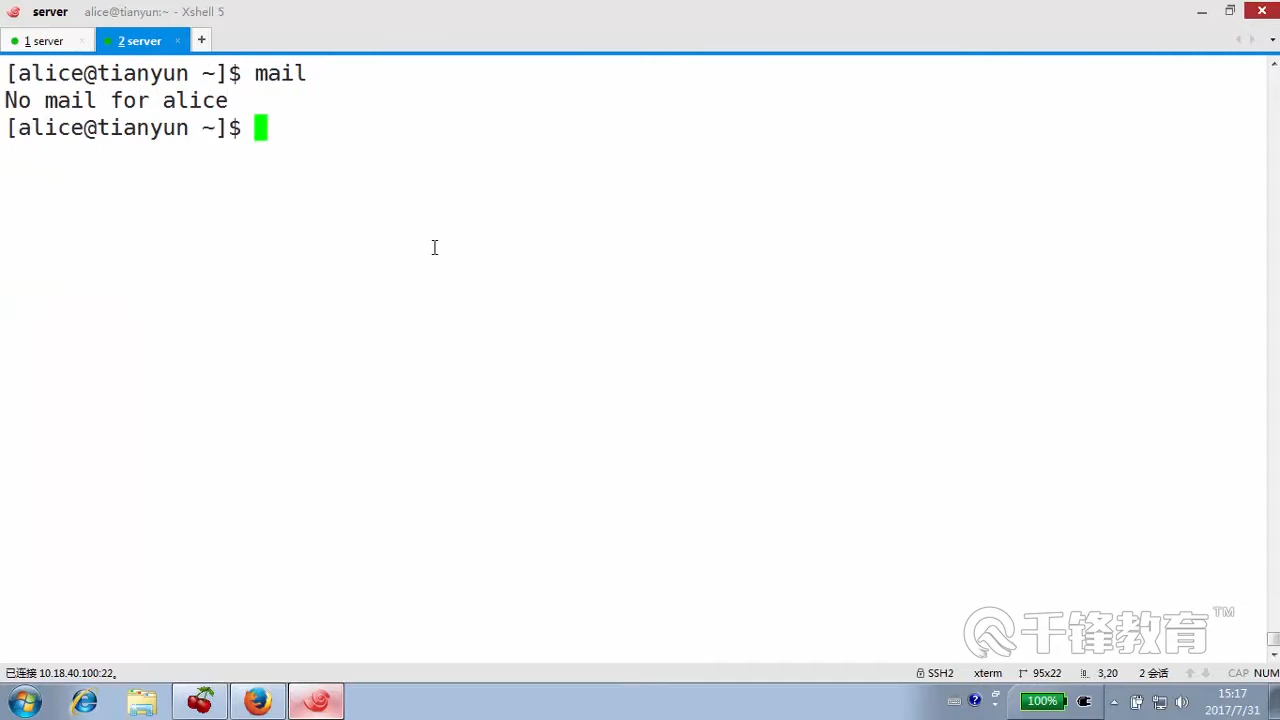 server alice@tianyun:~ - Xshell 5
1 server
2 server
[alice@tianyun ~]$ mail
No mail for alice
[alice@tianyun ~]$
千锋教育™
已连接 10.18.40.100:22。
SSH2
xterm
95x22
3,20
2 会话
CAP NUM
100%
15:17
2017/7/31